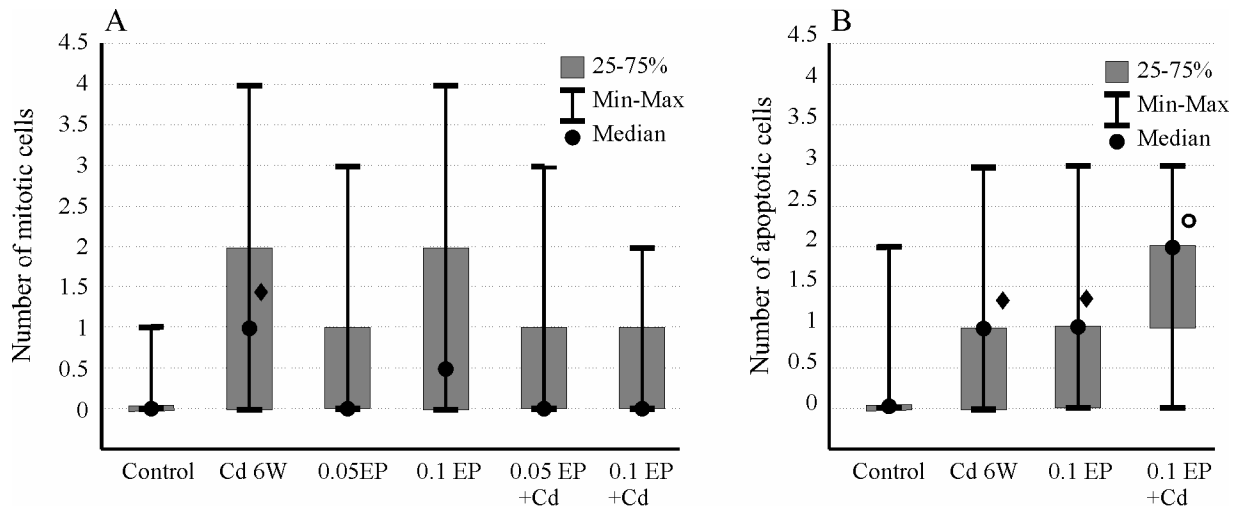 A
Number of mitotic cells
4.5
4
3.5
3
2.5
2
1.5
1
0.5
0
25-75%
Min-Max
Median
Control
Cd 6W
0.05EP
0.1 EP
0.05 EP
+Cd
0.1 EP
+Cd
B
Number of apoptotic cells
4.5
4
3.5
3
2.5
2
1.5
1
0.5
0
25-75%
Min-Max
Median
Control
Cd 6W
0.1 EP
0.1 EP
+Cd